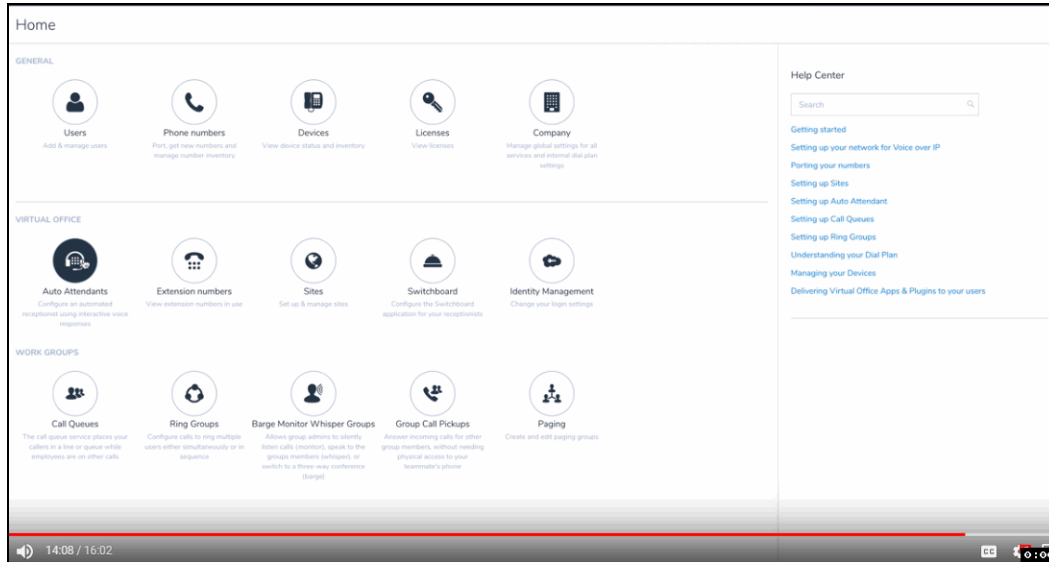 Home
GENERAL
Users
Add & manage users
Phone numbers
Port, get new numbers and
manage number inventory
Devices
View device status and inventory
Licenses
View licenses
Company
Manage global settings for all
services and internal dial plan
settings
VIRTUAL OFFICE
Auto Attendants
Configure an automated
receptionist using interactive voice
responses
Extension numbers
View extension numbers in use
Sites
Set up & manage sites
Switchboard
Configure the Switchboard
application for your receptionists
Identity Management
Change your login settings
WORK GROUPS
Call Queues
The call queue service places your
callers in a line or queue while
employees are on other calls
Ring Groups
Configure calls to ring multiple
users either simultaneously or in
sequence
Barge Monitor Whisper Groups
Allows group admins to silently
listen calls (monitor), speak to the
groups members (whisper), or
switch to a three-way conference
(barge)
Group Call Pickups
Answer incoming calls for other
group members, without needing
physical access to your
teammate's phone
Paging
Create and edit paging groups
Help Center
Search
Getting started
Setting up your network for Voice over IP
Porting your numbers
Setting up Sites
Setting up Auto Attendant
Setting up Call Queues
Setting up Ring Groups
Understanding your Dial Plan
Managing your Devices
Delivering Virtual Office Apps & Plugins to your users
14:08 / 16:02
CC